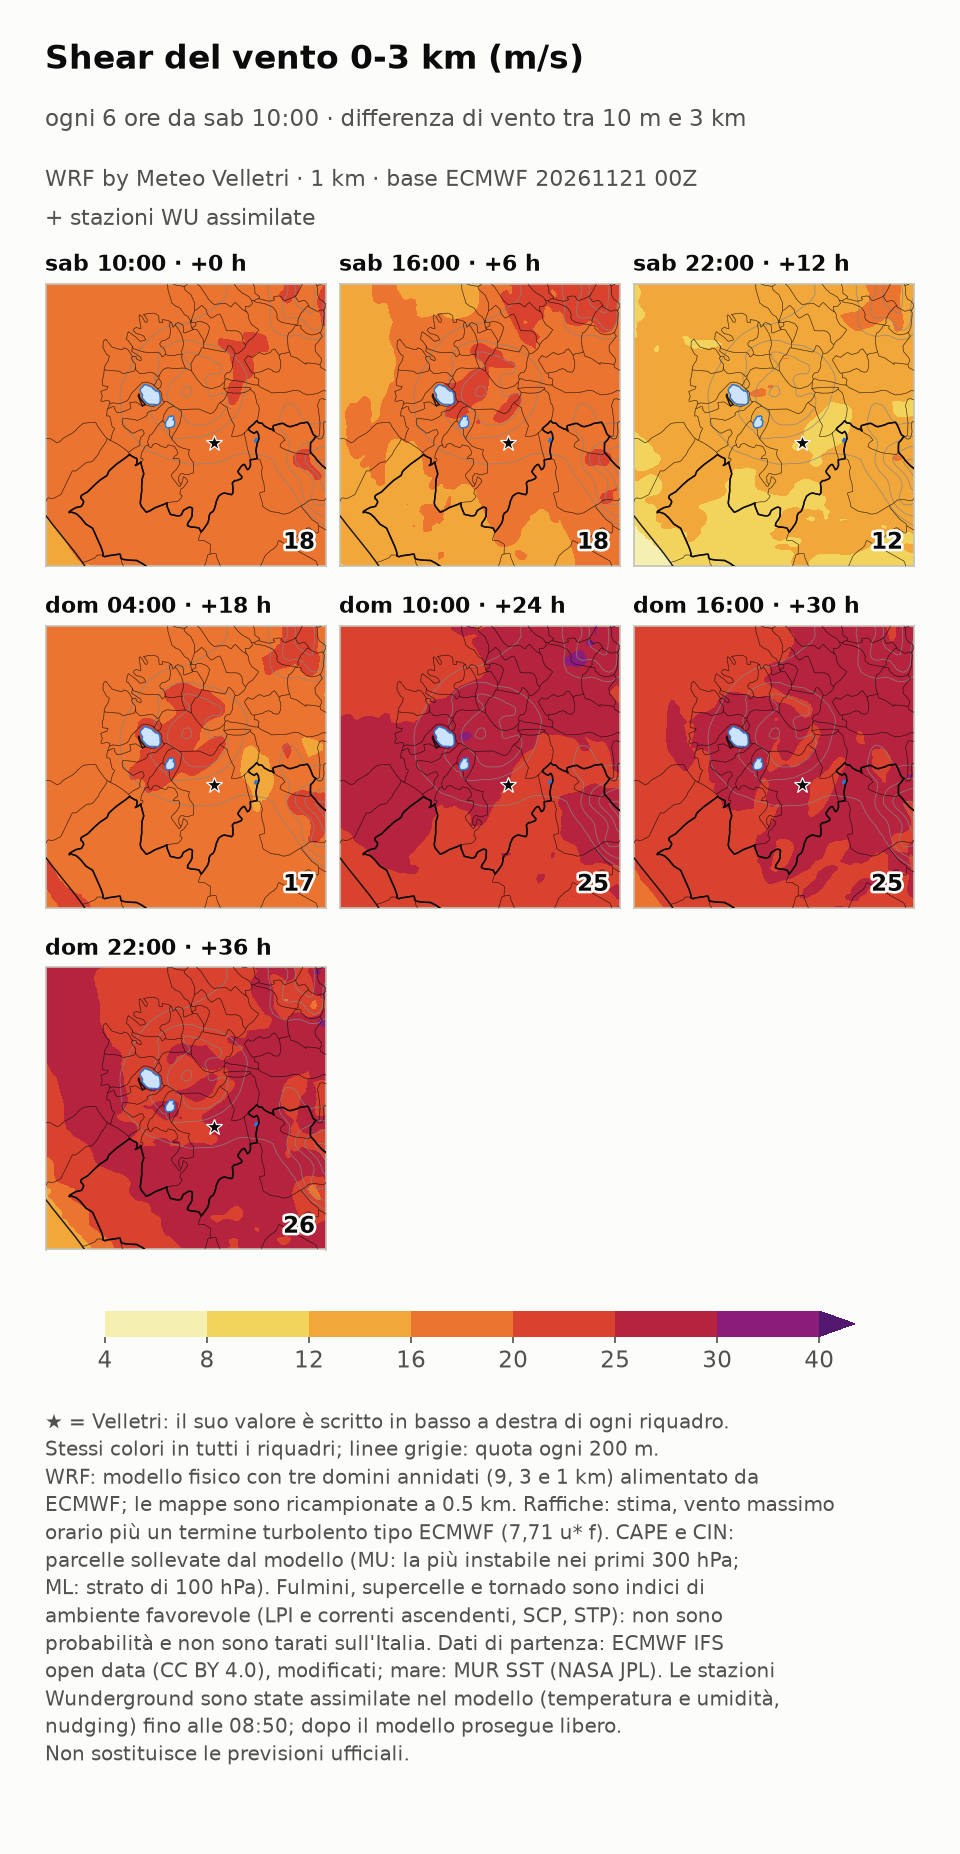 Shear del vento 0-3 km (m/s)
ogni 6 ore da sab 10:00 · differenza di vento tra 10 m e 3 km
WRF by Meteo Velletri · 1 km · base ECMWF 20261121 00Z
+ stazioni WU assimilate
sab 10:00 · +0 h
sab 16:00 · +6 h
sab 22:00 · +12 h
18
18
12
dom 04:00 · +18 h
dom 10:00 · +24 h
dom 16:00 · +30 h
17
25
25
dom 22:00 · +36 h
26
4 8 12 16 20 25 30 40
★ = Velletri: il suo valore è scritto in basso a destra di ogni riquadro.
Stessi colori in tutti i riquadri; linee grigie: quota ogni 200 m.
WRF: modello fisico con tre domini annidati (9, 3 e 1 km) alimentato da
ECMWF; le mappe sono ricampionate a 0.5 km. Raffiche: stima, vento massimo
orario più un termine turbolento tipo ECMWF (7,71 u* f). CAPE e CIN:
parcelle sollevate dal modello (MU: la più instabile nei primi 300 hPa;
ML: strato di 100 hPa). Fulmini, supercelle e tornado sono indici di
ambiente favorevole (LPI e correnti ascendenti, SCP, STP): non sono
probabilità e non sono tarati sull'Italia. Dati di partenza: ECMWF IFS
open data (CC BY 4.0), modificati; mare: MUR SST (NASA JPL). Le stazioni
Wunderground sono state assimilate nel modello (temperatura e umidità,
nudging) fino alle 08:50; dopo il modello prosegue libero.
Non sostituisce le previsioni ufficiali.